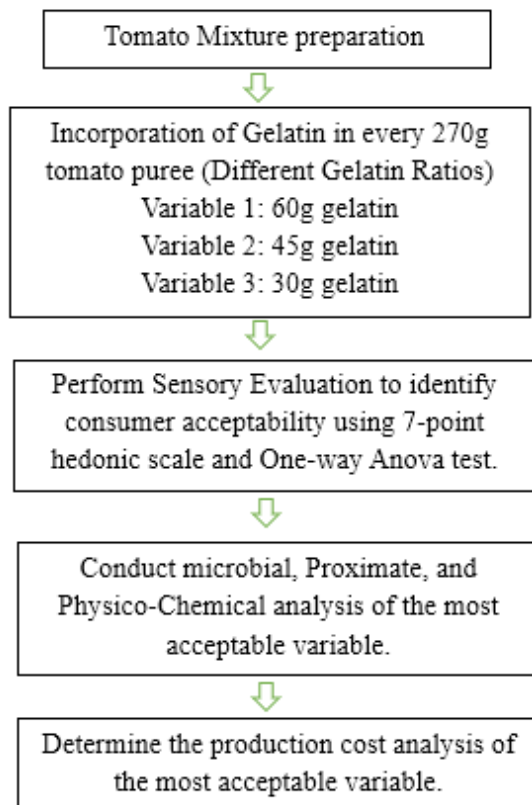 Tomato Mixture preparation
Incorporation of Gelatin in every 270g
tomato puree (Different Gelatin Ratios)
Variable 1: 60g gelatin
Variable 2: 45g gelatin
Variable 3: 30g gelatin
Perform Sensory Evaluation to identify
consumer acceptability using 7-point
hedonic scale and One-way Anova test.
Conduct microbial, Proximate, and
Physico-Chemical analysis of the most
acceptable variable.
Determine the production cost analysis of
the most acceptable variable.